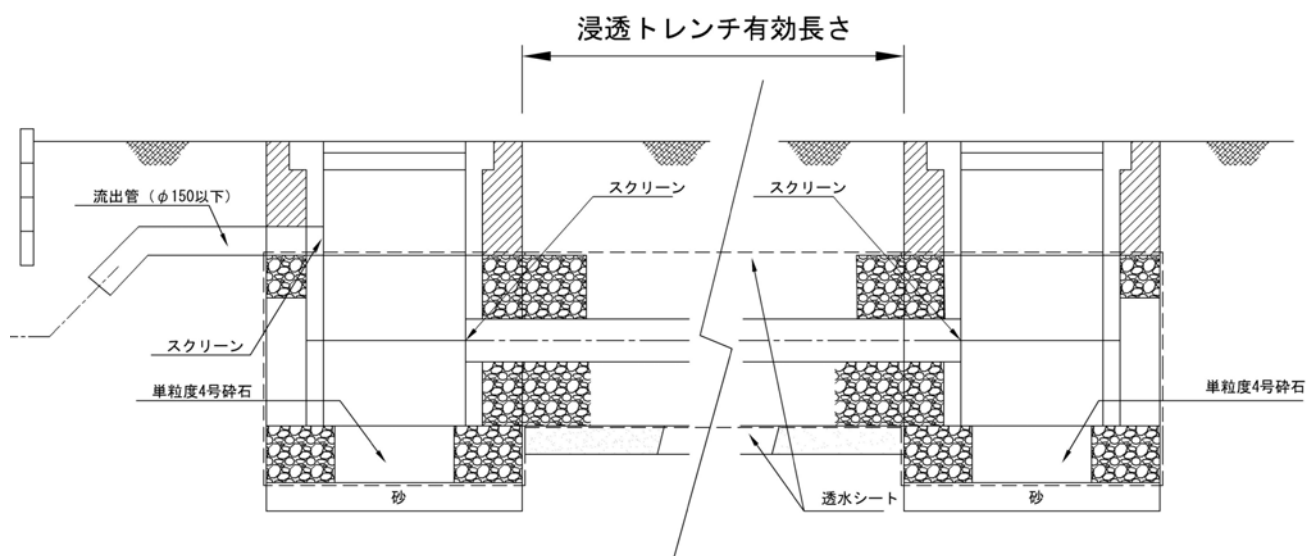 浸透トレンチ有効長さ
流出管（φ150以下）
スクリーン
スクリーン
スクリーン
単粒度4号砕石
単粒度4号砕石
砂
透水シート
砂